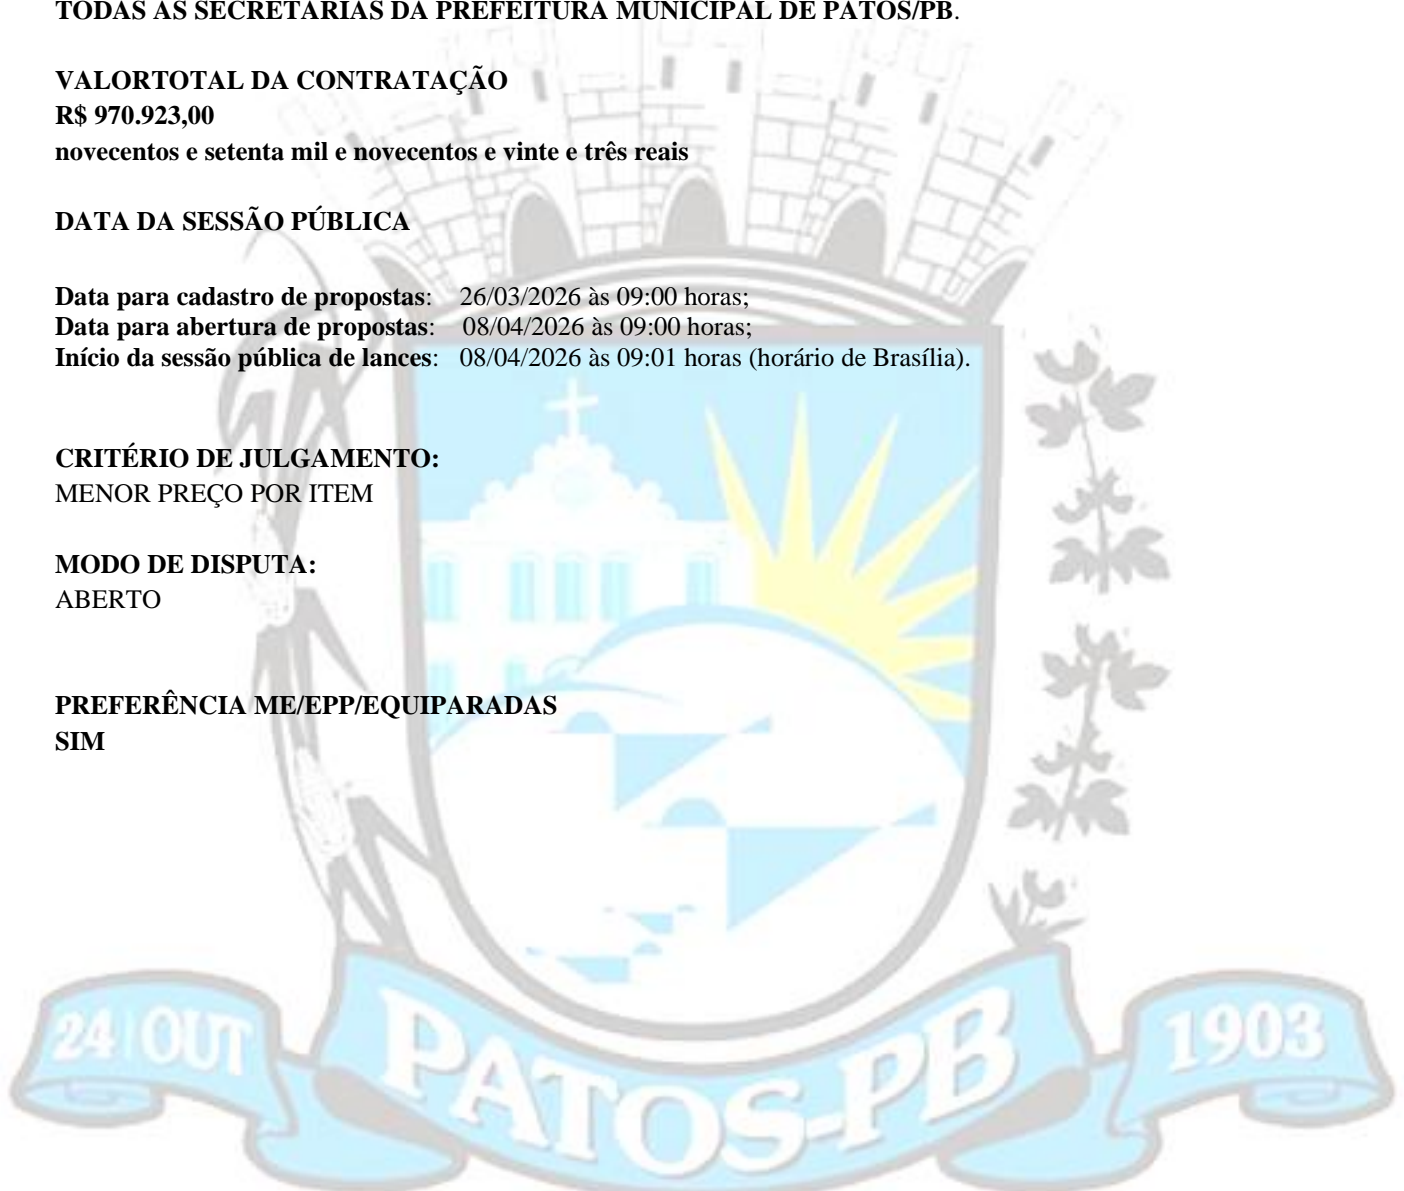 TODAS AS SECRETARIAS DA PREFEITURA MUNICIPAL DE PATOS/PB.
VALORTOTAL DA CONTRATAÇÃO
R$ 970.923,00
novecentos e setenta mil e novecentos e vinte e três reais
DATA DA SESSÃO PÚBLICA
Data para cadastro de propostas: 26/03/2026 às 09:00 horas;
Data para abertura de propostas: 08/04/2026 às 09:00 horas;
Início da sessão pública de lances: 08/04/2026 às 09:01 horas (horário de Brasília).
CRITÉRIO DE JULGAMENTO:
MENOR PREÇO POR ITEM
MODO DE DISPUTA:
ABERTO
PREFERÊNCIA ME/EPP/EQUIPARADAS
SIM
24 OUT
PATOS-PB
1903